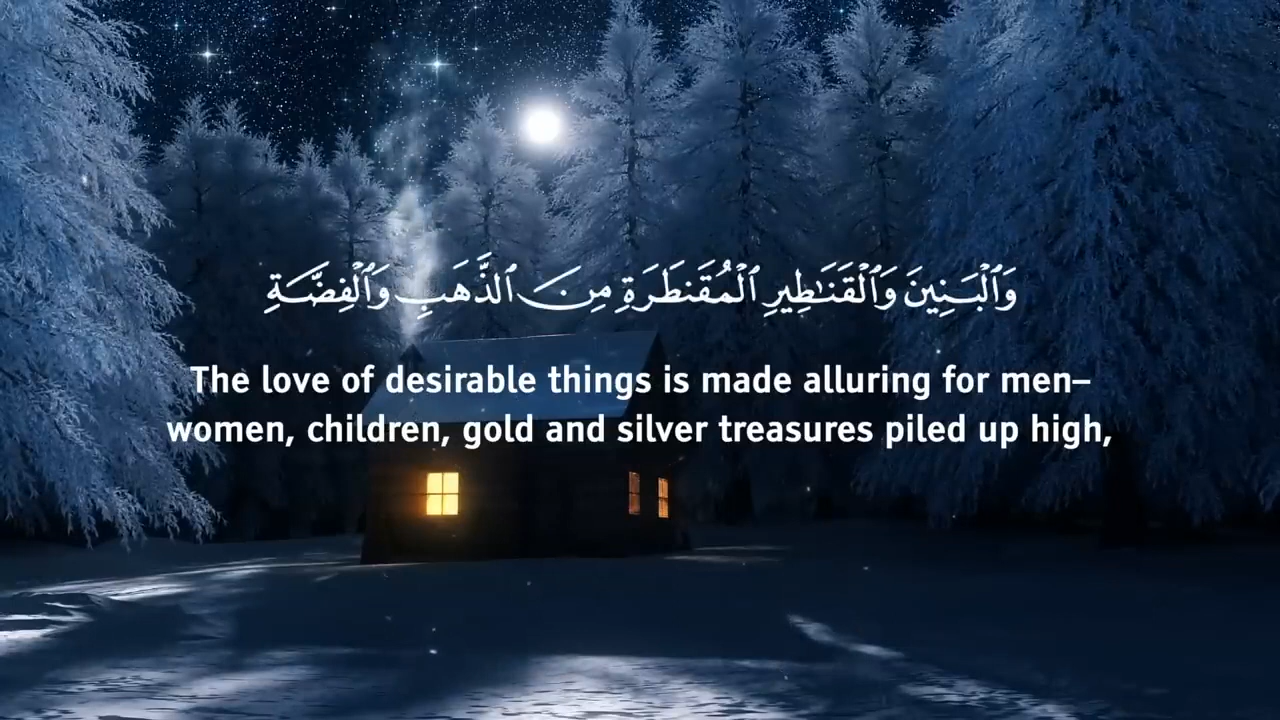 وَٱلْبَنِينَ وَٱلْقَنَـٰطِيرِ ٱلْمُقَنطَرَةِ مِنَ ٱلذَّهَبِ وَٱلْفِضَّةِ
The love of desirable things is made alluring for men–
women, children, gold and silver treasures piled up high,